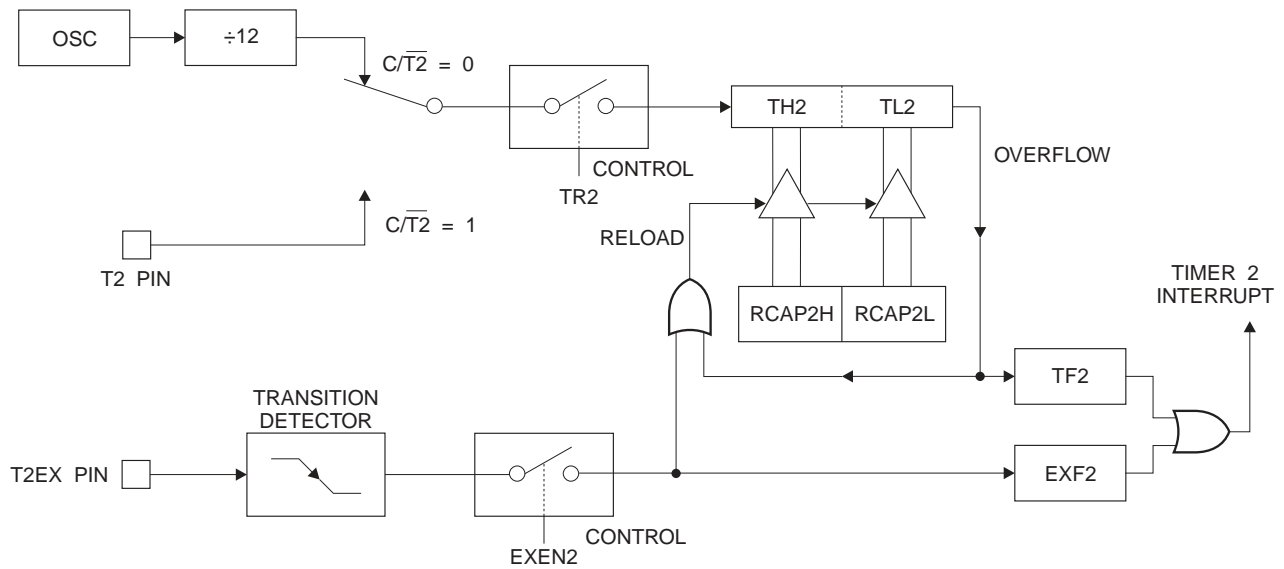 OSC
÷12
C/T2̅ = 0
TH2
TL2
OVERFLOW
CONTROL
TR2
C/T2̅ = 1
RELOAD
T2 PIN
TIMER 2
INTERRUPT
RCAP2H
RCAP2L
TF2
TRANSITION
DETECTOR
T2EX PIN
EXF2
CONTROL
EXEN2